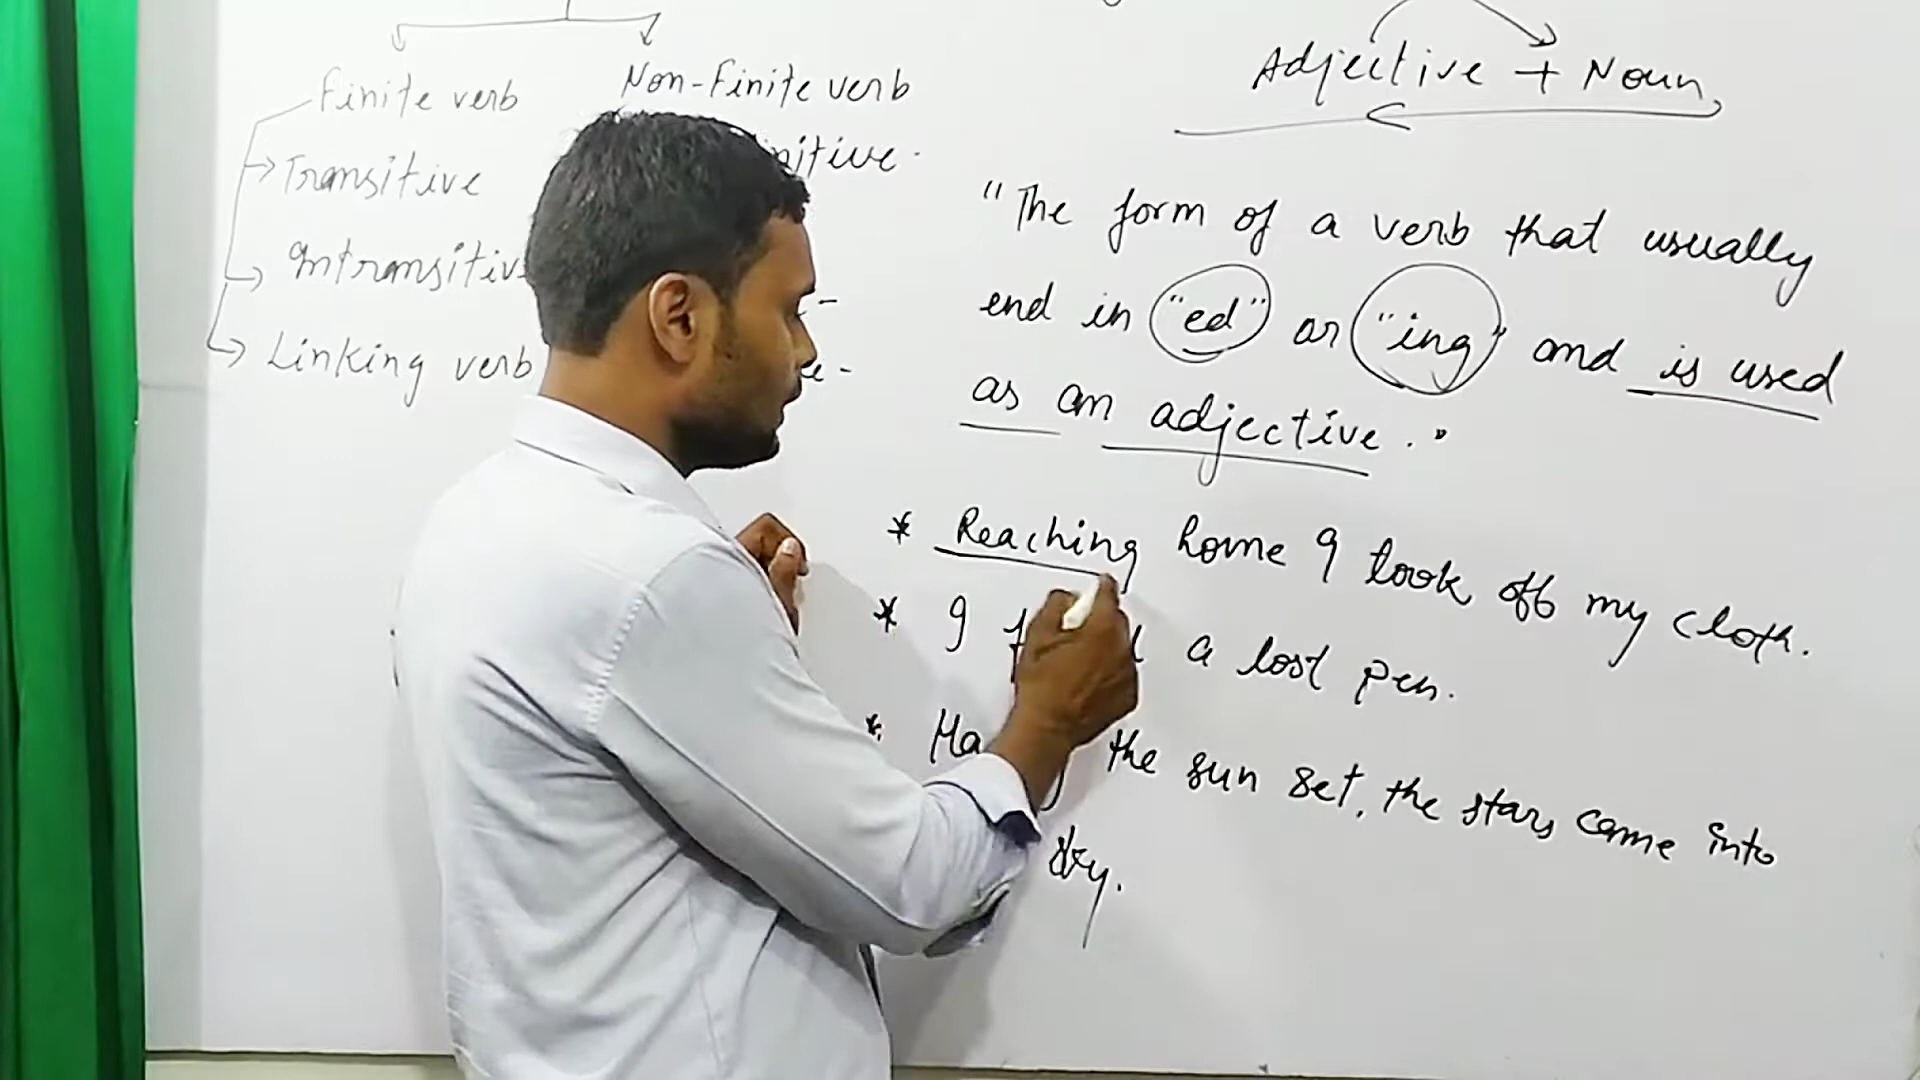 Finite verb
Non-Finite verb
Transitive
Intransitive
Linking verb
Adjective + Noun
"The form of a verb that usually
end in "ed" or "ing" and is used
as an adjective."
* Reaching home I took off my cloth.
* I a lost pen.
* the sun set, the stars came into